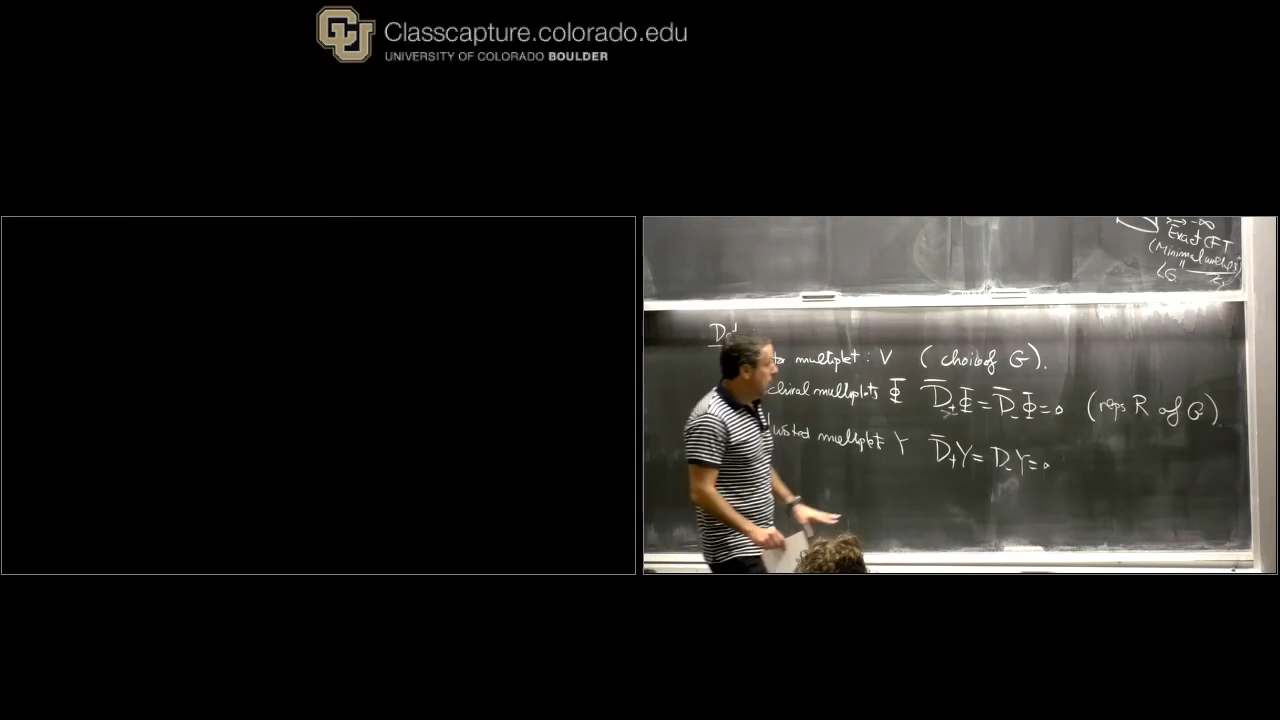 Classcapture.colorado.edu
UNIVERSITY OF COLORADO BOULDER
→ -∞
Exact CFT
(Minimal
LG
multiplet: V ( choice of G ).
chiral multiplets Φ D̄₊Φ = D̄₋Φ = 0 (reps R of G)
twisted multiplet Y D̄₊Y = D₋Y = 0